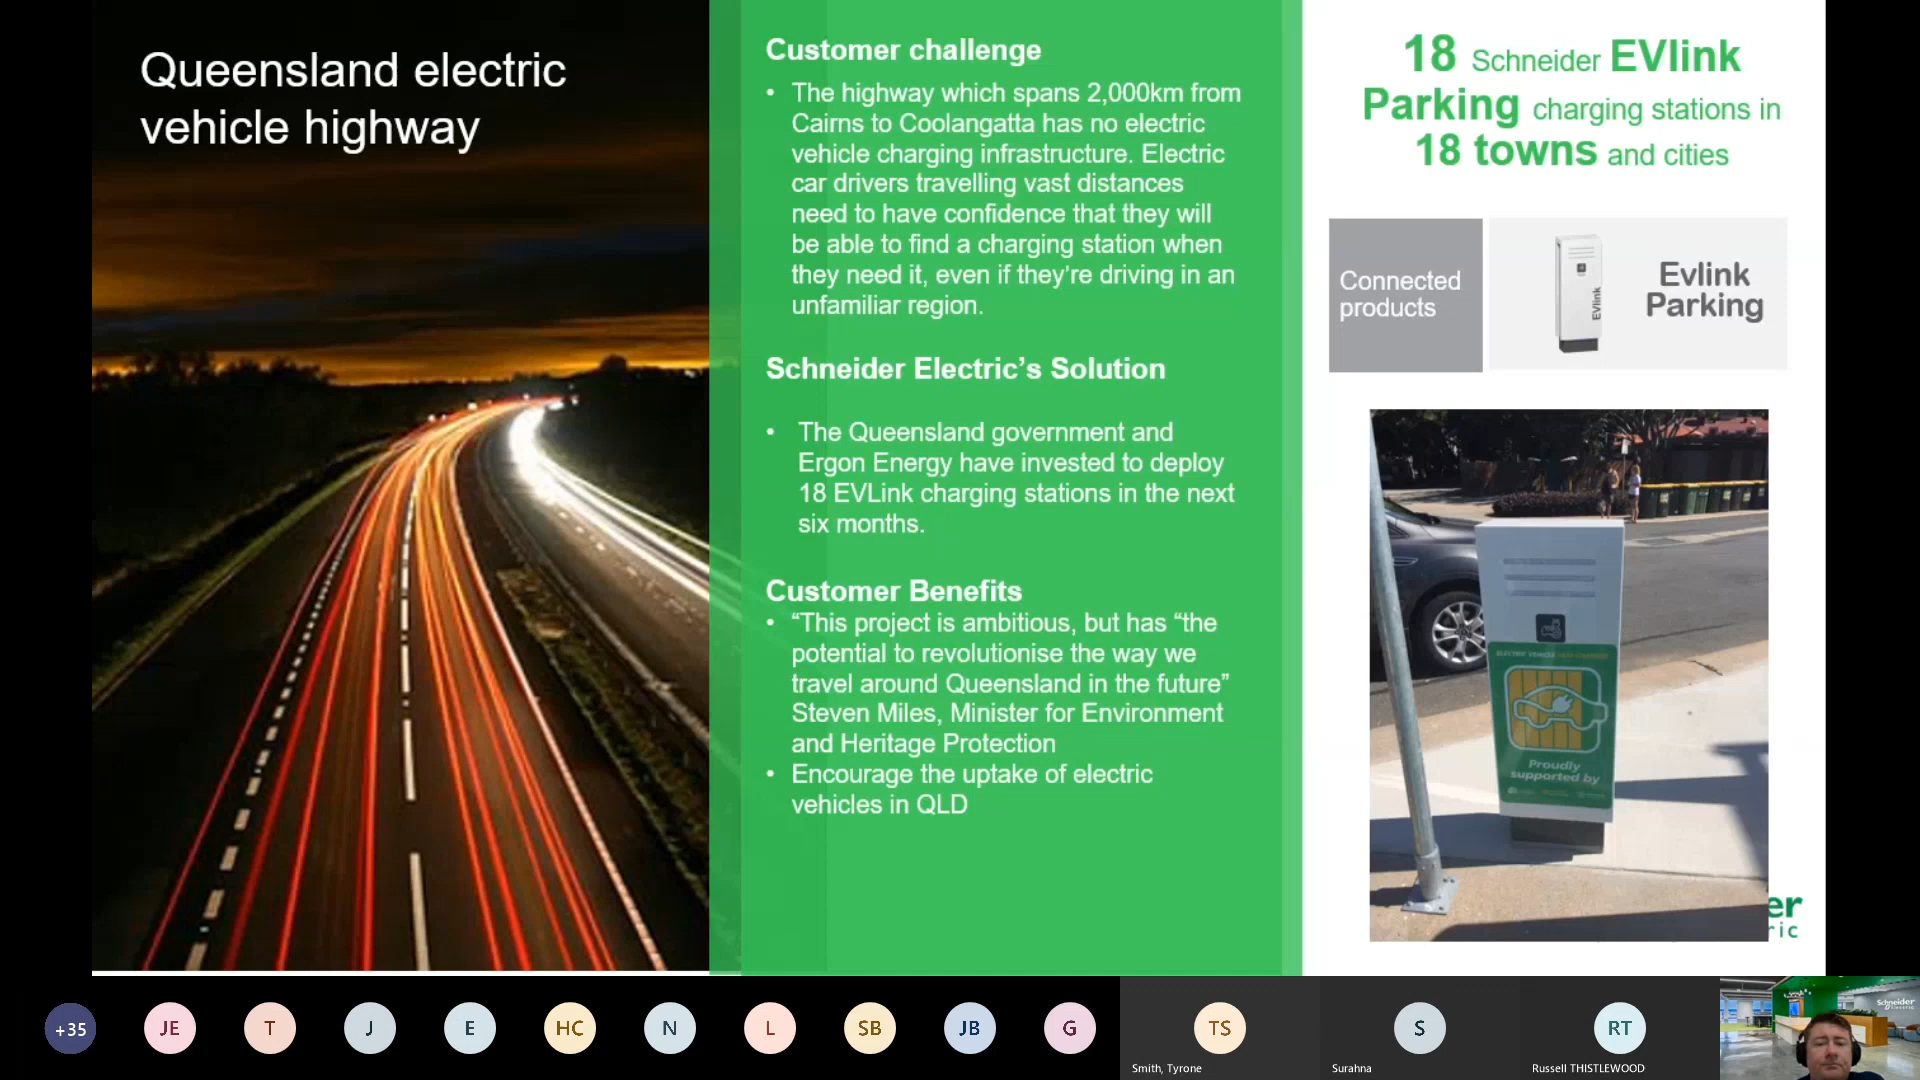 Queensland electric
vehicle highway
Customer challenge
• The highway which spans 2,000km from
Cairns to Coolangatta has no electric
vehicle charging infrastructure. Electric
car drivers travelling vast distances
need to have confidence that they will
be able to find a charging station when
they need it, even if they’re driving in an
unfamiliar region.
Schneider Electric’s Solution
• The Queensland government and
Ergon Energy have invested to deploy
18 EVLink charging stations in the next
six months.
Customer Benefits
• “This project is ambitious, but has “the
potential to revolutionise the way we
travel around Queensland in the future”
Steven Miles, Minister for Environment
and Heritage Protection
• Encourage the uptake of electric
vehicles in QLD
18 Schneider EVlink
Parking charging stations in
18 towns and cities
Connected
products
EVlink
Evlink
Parking
ELECTRIC VEHICLE
Proudly
supported by
er
ric
+35
JE
T
J
E
HC
N
L
SB
JB
G
TS
Smith, Tyrone
S
Surahna
RT
Russell THISTLEWOOD
Schneider